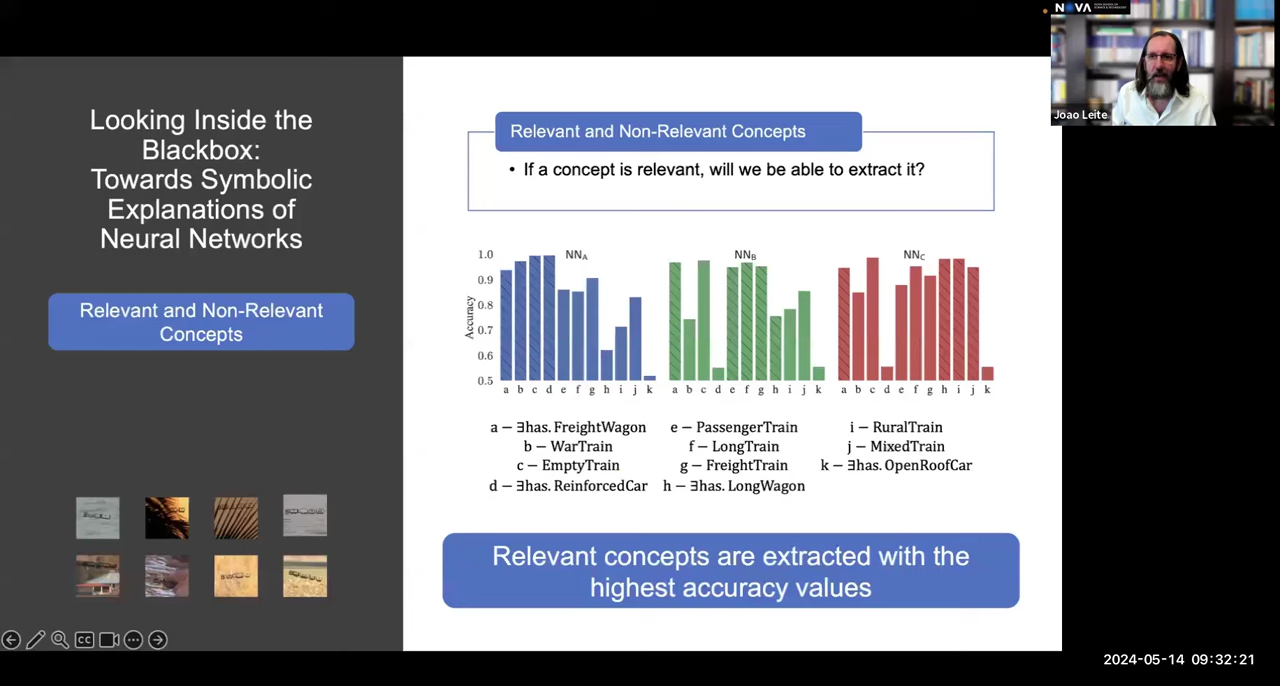 NOVA
Joao Leite
Looking Inside the
Blackbox:
Towards Symbolic
Explanations of
Neural Networks
Relevant and Non-Relevant
Concepts
Relevant and Non-Relevant Concepts
• If a concept is relevant, will we be able to extract it?
NN_A NN_B NN_C
Accuracy
1.0
0.9
0.8
0.7
0.6
0.5
a b c d e f g h i j k
a b c d e f g h i j k
a b c d e f g h i j k
a – ∃has. FreightWagon
b – WarTrain
c – EmptyTrain
d – ∃has. ReinforcedCar
e – PassengerTrain
f – LongTrain
g – FreightTrain
h – ∃has. LongWagon
i – RuralTrain
j – MixedTrain
k – ∃has. OpenRoofCar
Relevant concepts are extracted with the
highest accuracy values
CC
2024-05-14 09:32:21